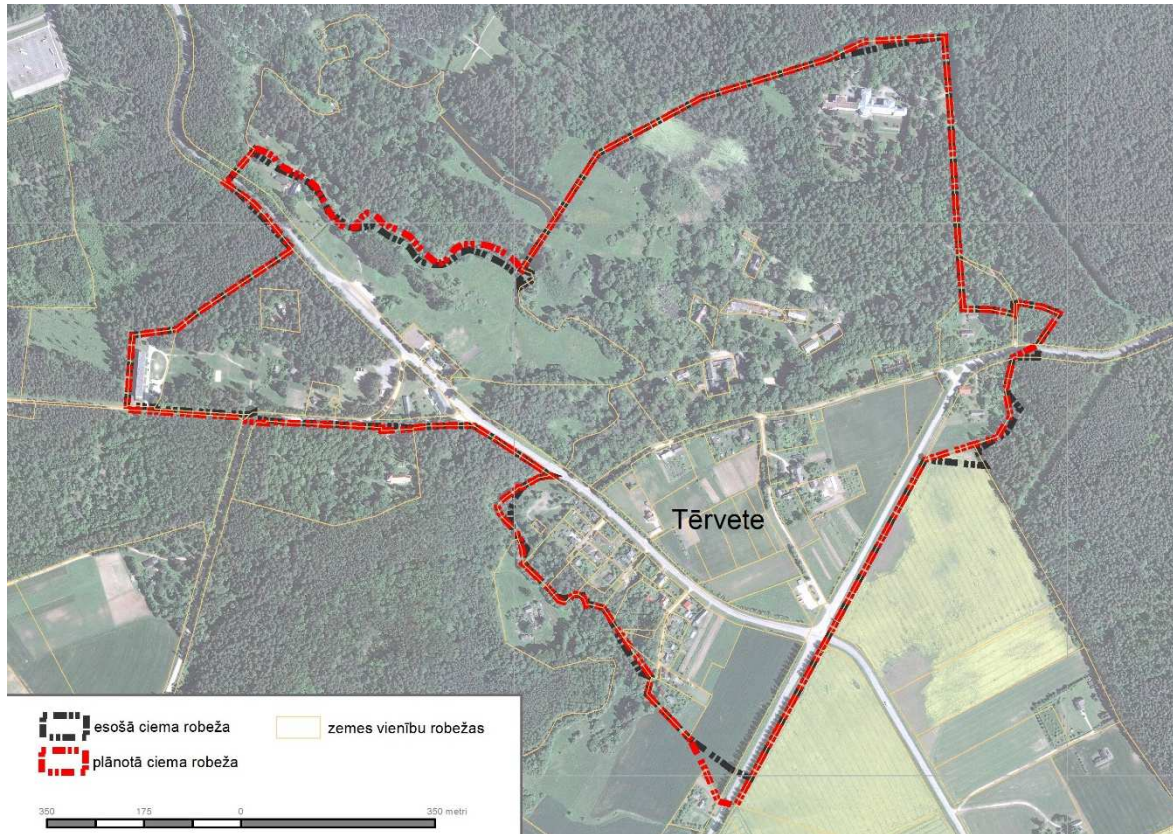 Tērvete
esošā ciema robeža
zemes vienību robežas
plānotā ciema robeža
350 175 0 350 metri